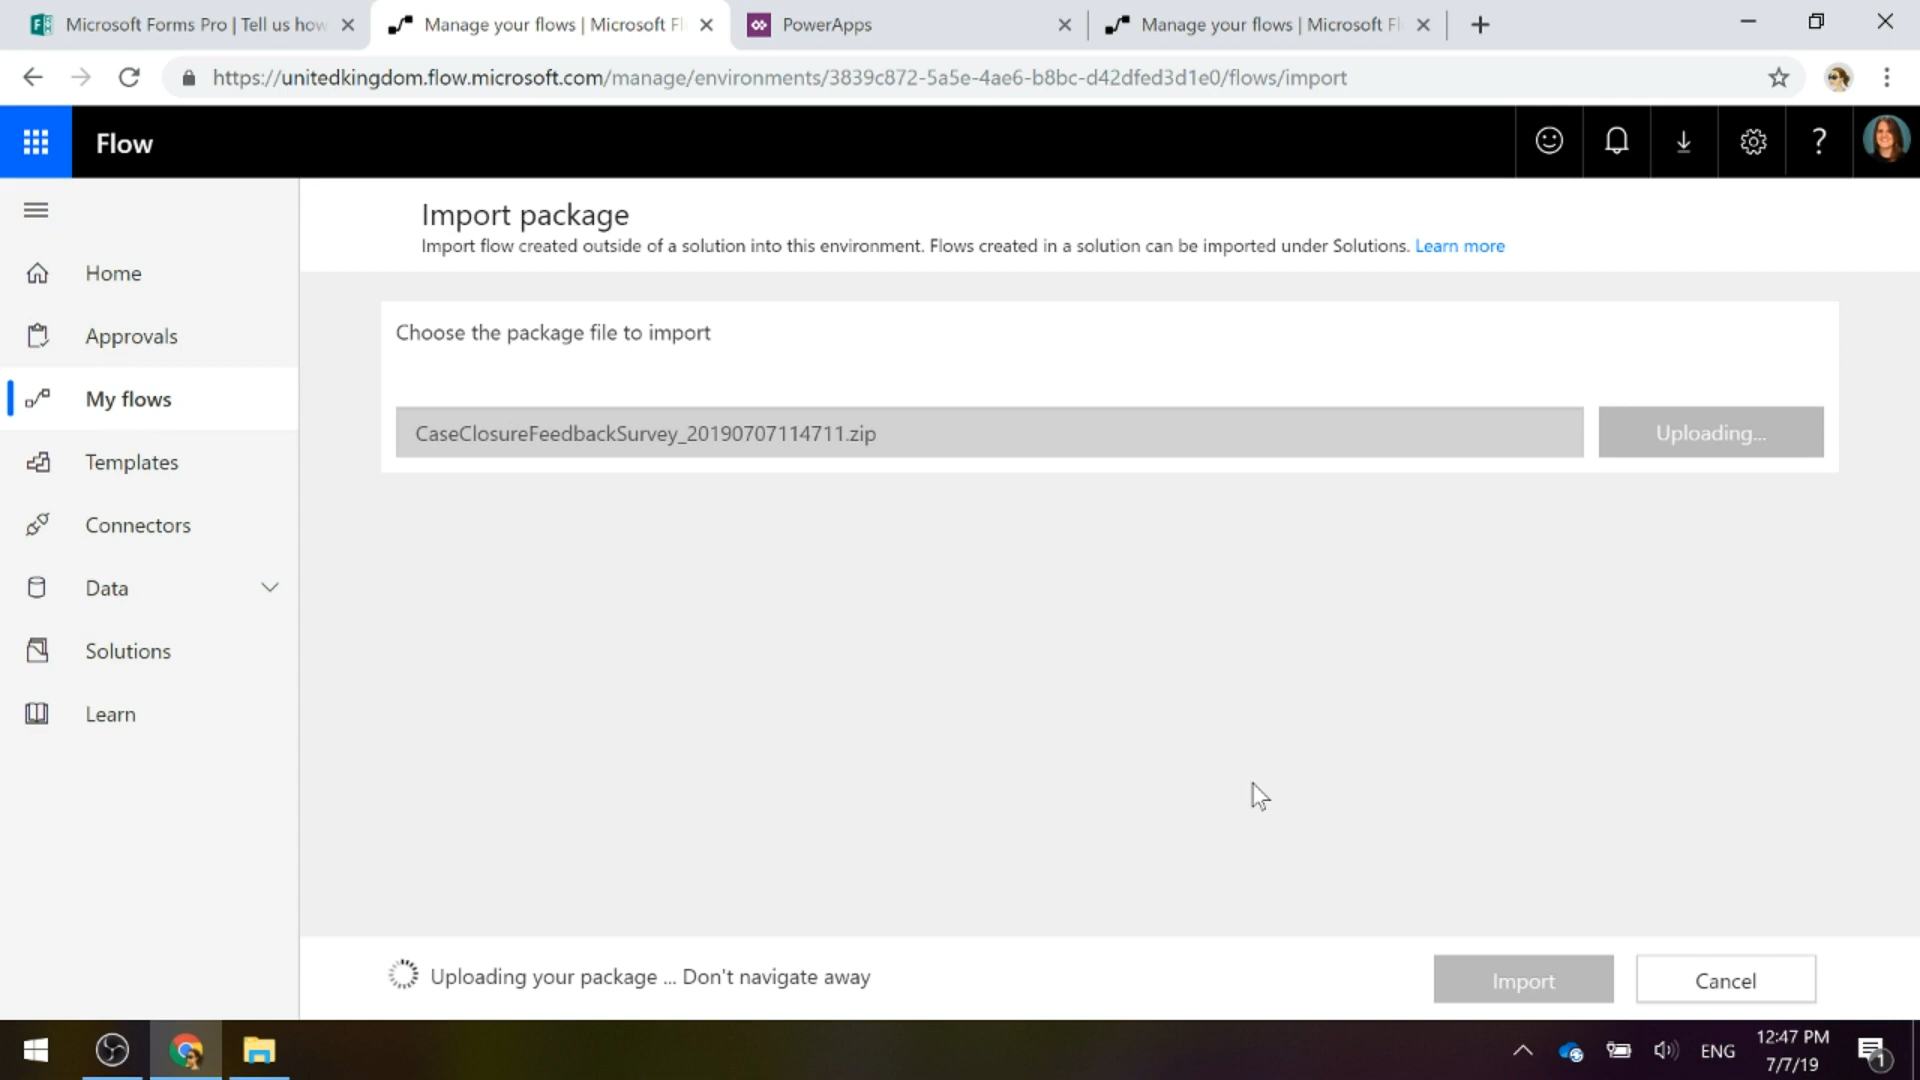 Microsoft Forms Pro | Tell us how
Manage your flows | Microsoft Fl
PowerApps
Manage your flows | Microsoft Fl
https://unitedkingdom.flow.microsoft.com/manage/environments/3839c872-5a5e-4ae6-b8bc-d42dfed3d1e0/flows/import
Flow
Import package
Import flow created outside of a solution into this environment. Flows created in a solution can be imported under Solutions. Learn more
Home
Approvals
My flows
Templates
Connectors
Data
Solutions
Learn
Choose the package file to import
CaseClosureFeedbackSurvey_20190707114711.zip
Uploading...
Uploading your package ... Don't navigate away
Import
Cancel
ENG
12:47 PM
7/7/19
1